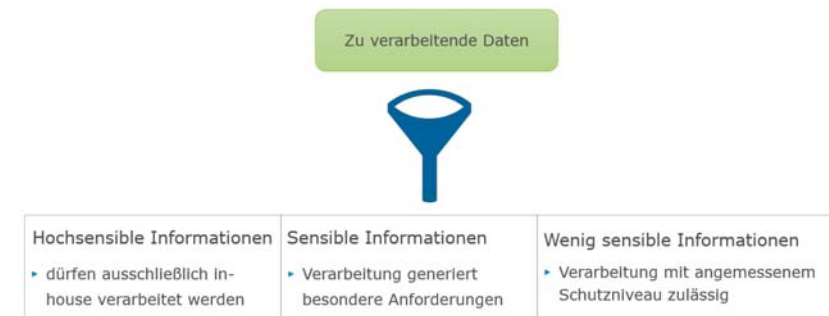 Zu verarbeitende Daten
Hochsensible Informationen
▸ dürfen ausschließlich in-
house verarbeitet werden
Sensible Informationen
▸ Verarbeitung generiert
besondere Anforderungen
Wenig sensible Informationen
▸ Verarbeitung mit angemessenem
Schutzniveau zulässig